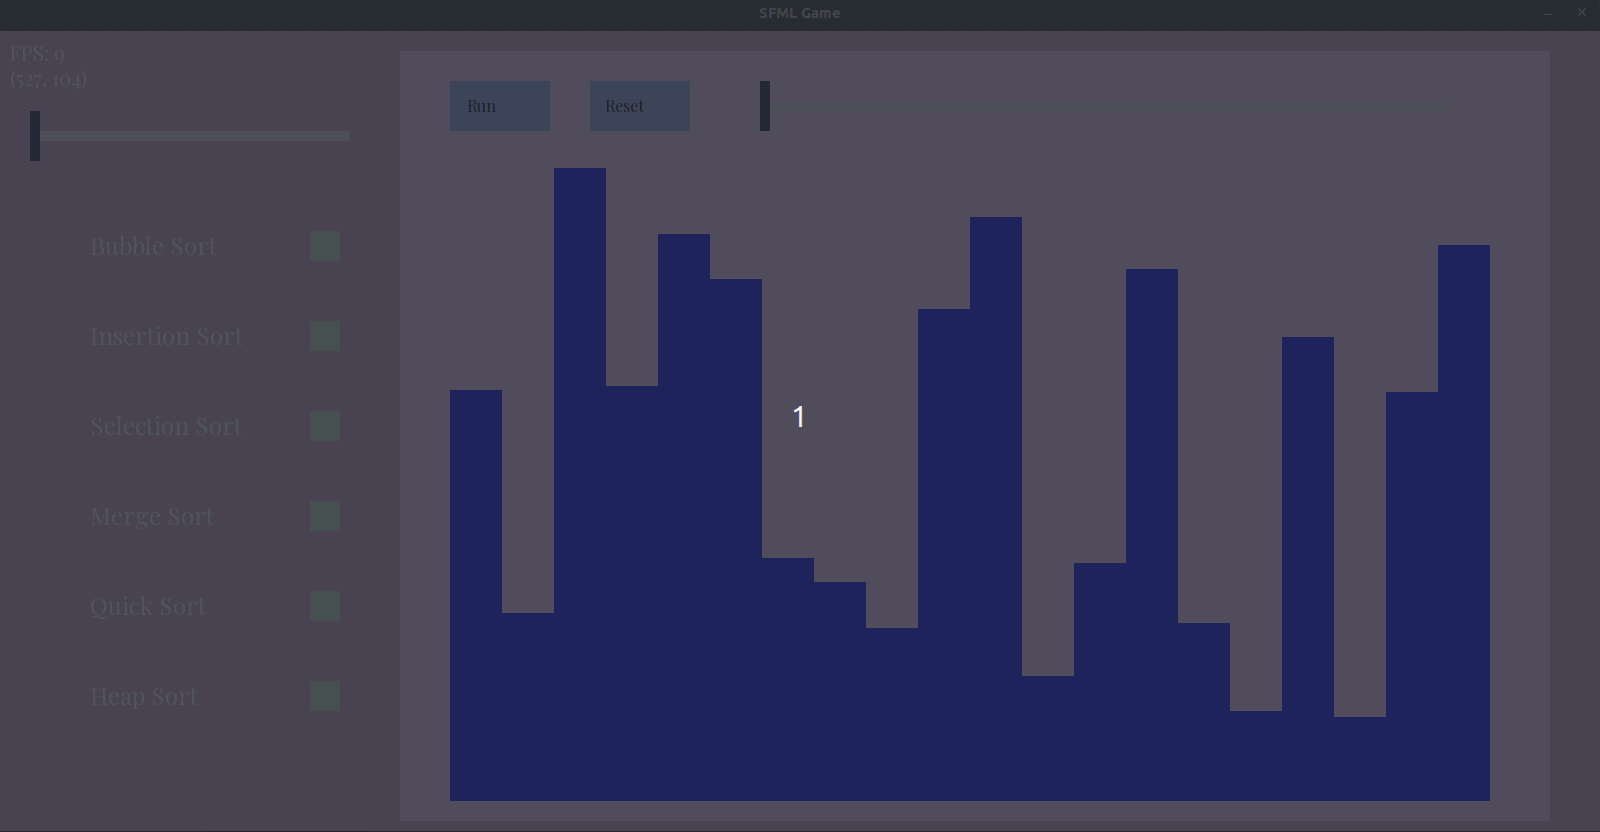 SFML Game
FPS: 9
(527, 104)
Run
Reset
Bubble Sort
Insertion Sort
Selection Sort
Merge Sort
Quick Sort
Heap Sort
1